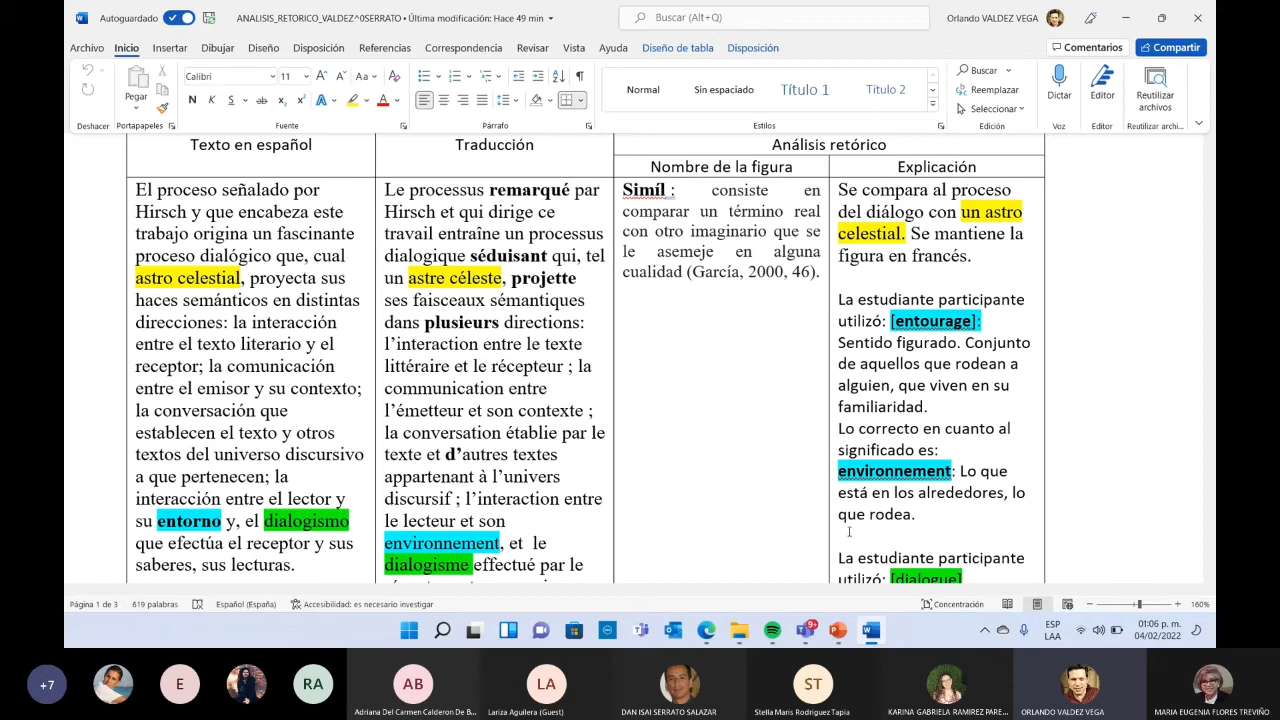 Autoguardado
ANALISIS_RETORICO_VALDEZ^0SERRATO • Última modificación: Hace 49 min
Buscar (Alt+Q)
Orlando VALDEZ VEGA
Archivo Inicio Insertar Dibujar Diseño Disposición Referencias Correspondencia Revisar Vista Ayuda Diseño de tabla Disposición
Comentarios
Compartir
Pegar
Calibri
11
Aa
N K S ab x₂ x² A A
Normal
Sin espaciado
Título 1
Título 2
Buscar
Reemplazar
Seleccionar
Dictar
Editor
Reutilizar
archivos
Deshacer
Portapapeles
Fuente
Párrafo
Estilos
Edición
Voz
Editor
Reutilizar archi...
Texto en español
Traducción
Análisis retórico
Nombre de la figura
Explicación
El proceso señalado por
Hirsch y que encabeza este
trabajo origina un fascinante
proceso dialógico que, cual
astro celestial, proyecta sus
haces semánticos en distintas
direcciones: la interacción
entre el texto literario y el
receptor; la comunicación
entre el emisor y su contexto;
la conversación que
establecen el texto y otros
textos del universo discursivo
a que pertenecen; la
interacción entre el lector y
su entorno y, el dialogismo
que efectúa el receptor y sus
saberes, sus lecturas.
Le processus remarqué par
Hirsch et qui dirige ce
travail entraîne un processus
dialogique séduisant qui, tel
un astre céleste, projette
ses faisceaux sémantiques
dans plusieurs directions:
l’interaction entre le texte
littéraire et le récepteur ; la
communication entre
l’émetteur et son contexte ;
la conversation établie par le
texte et d’autres textes
appartenant à l’univers
discursif ; l’interaction entre
le lecteur et son
environnement, et le
dialogisme effectué par le
Simíl : consiste en
comparar un término real
con otro imaginario que se
le asemeje en alguna
cualidad (García, 2000, 46).
Se compara al proceso
del diálogo con un astro
celestial. Se mantiene la
figura en francés.
La estudiante participante
utilizó: [entourage]:
Sentido figurado. Conjunto
de aquellos que rodean a
alguien, que viven en su
familiaridad.
Lo correcto en cuanto al
significado es:
environnement: Lo que
está en los alrededores, lo
que rodea.
La estudiante participante
utilizó: [dialogue]
Página 1 de 3
619 palabras
Español (España)
Accesibilidad: es necesario investigar
Concentración
160%
9+
ESP
LAA
01:06 p. m.
04/02/2022
+7
E
RA
AB
LA
ST
Adriana Del Carmen Calderon De B...
Lariza Aguilera (Guest)
DAN ISAI SERRATO SALAZAR
Stella Maris Rodriguez Tapia
KARINA GABRIELA RAMIREZ PARE...
ORLANDO VALDEZ VEGA
MARIA EUGENIA FLORES TREVIÑO